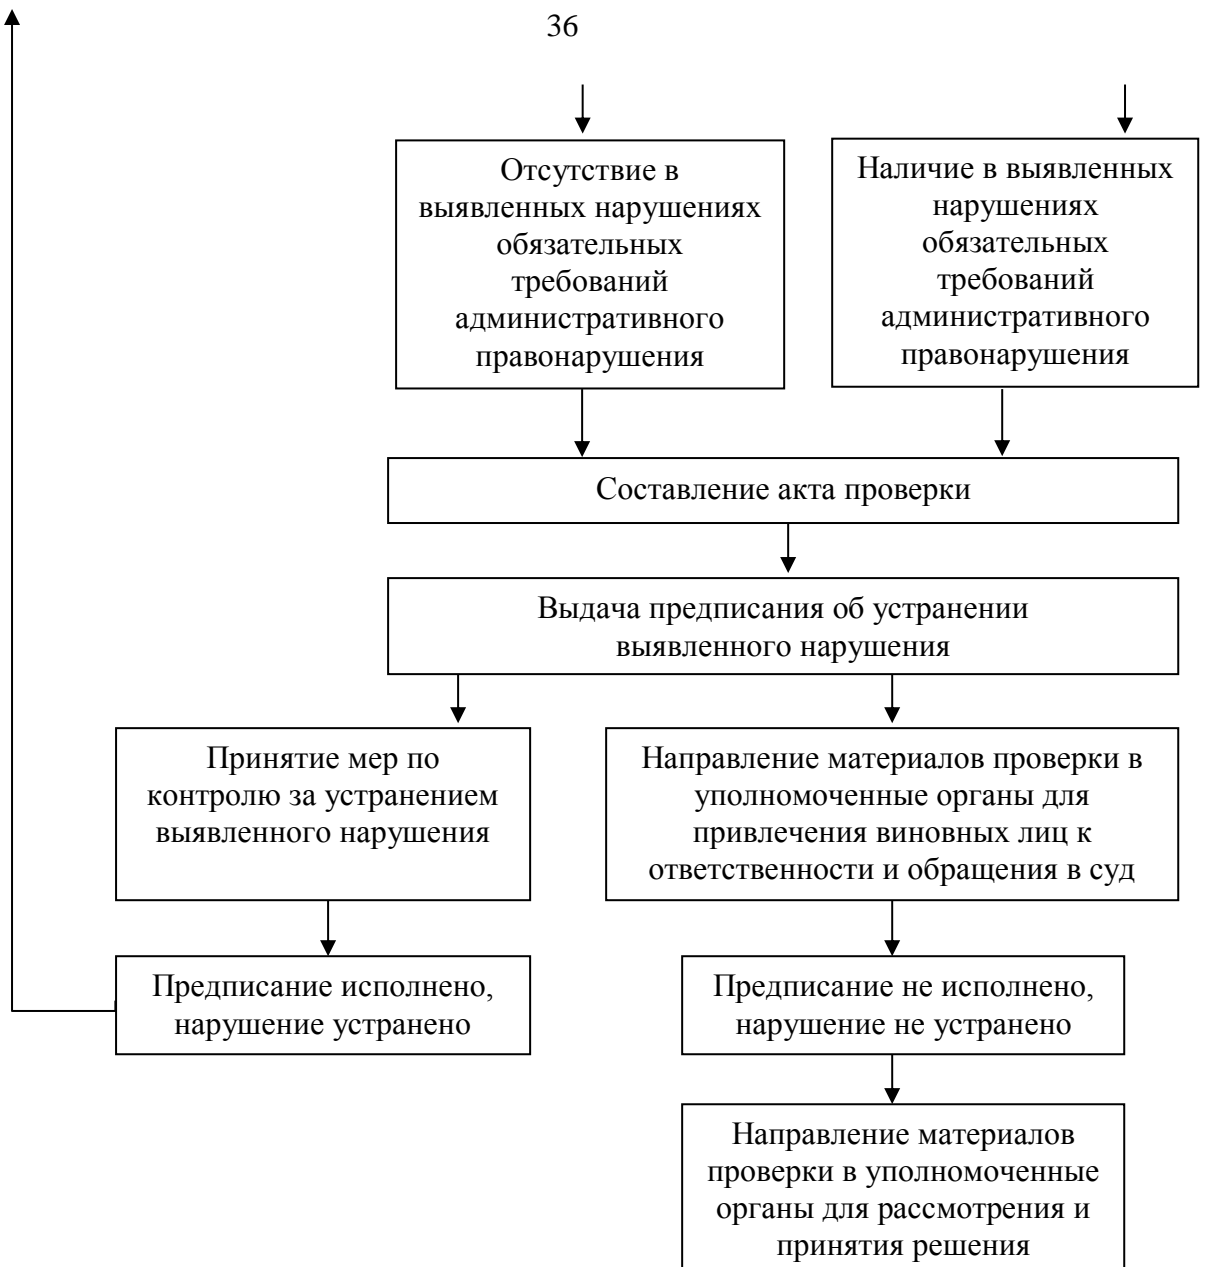 36
Отсутствие в
выявленных нарушениях
обязательных
требований
административного
правонарушения
Наличие в выявленных
нарушениях
обязательных
требований
административного
правонарушения
Составление акта проверки
Выдача предписания об устранении
выявленного нарушения
Принятие мер по
контролю за устранением
выявленного нарушения
Направление материалов проверки в
уполномоченные органы для
привлечения виновных лиц к
ответственности и обращения в суд
Предписание исполнено,
нарушение устранено
Предписание не исполнено,
нарушение не устранено
Направление материалов
проверки в уполномоченные
органы для рассмотрения и
принятия решения